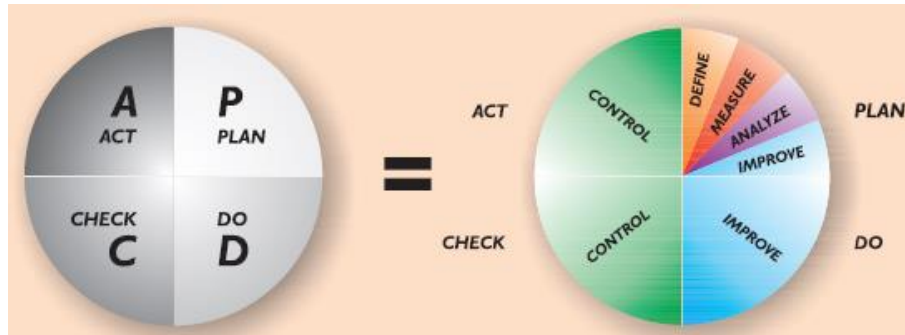 A
ACT
P
PLAN
CHECK
C
DO
D
=
ACT
CHECK
CONTROL
CONTROL
DEFINE
MEASURE
ANALYZE
IMPROVE
IMPROVE
PLAN
DO